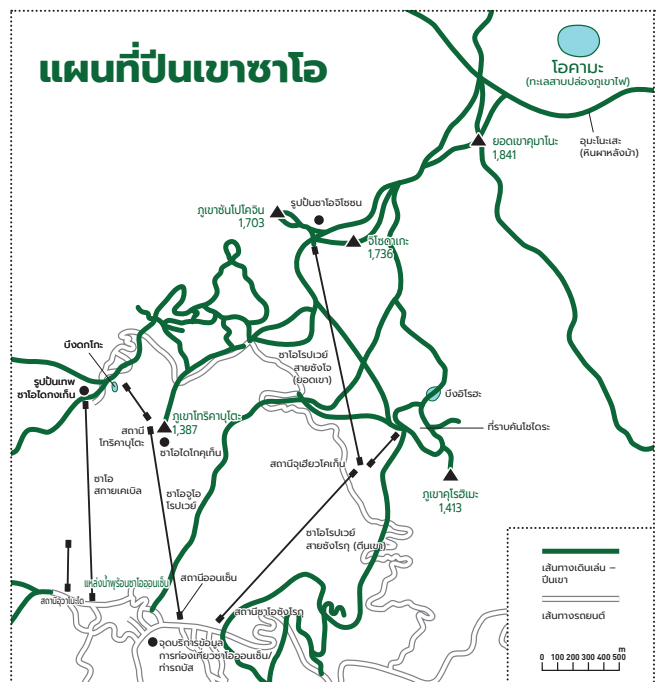 แผนที่ปีนเขาซาโอ
โอคามะ
(ทะเลสาบปล่องภูเขาไฟ)
ยอดเขาคุมาโนะ
1,841
อุมะโนะเสะ
(หินผาหลังม้า)
ภูเขาซันโปโคจิน
1,703
รูปปั้นซาโอจิโซซน
จิโซดาเกะ
1,736
บึงดกโกะ
รูปปั้นเทพ
ซาโอไดกงเก็น
ซาโอโรปเวย์
สายซังโจ
(ยอดเขา)
บึงอิโรฮะ
ภูเขาโทริคาบุโตะ
1,387
สถานี
โทริคาบุโตะ
ซาโอไดโกคุเก็น
ที่ราบคันโชไดระ
สถานีจุเฮียวโคเก็น
ภูเขาคุโรฮิเมะ
1,413
ซาโอ
สกายเคเบิล
ซาโอจูโอ
โรปเวย์
ซาโอโรปเวย์
สายซังโรคุ (ตีนเขา)
แหล่งน้ำพุร้อนซาโอออนเซ็น
สถานีออนเซ็น
สถานีอุวาโนะได
สถานีซาโอซังโรคุ
จุดบริการข้อมูล
การท่องเที่ยวซาโอออนเซ็น/
ท่ารถบัส
เส้นทางเดินเล่น –
ปีนเขา
เส้นทางรถยนต์
m
0 100 200 300 400 500